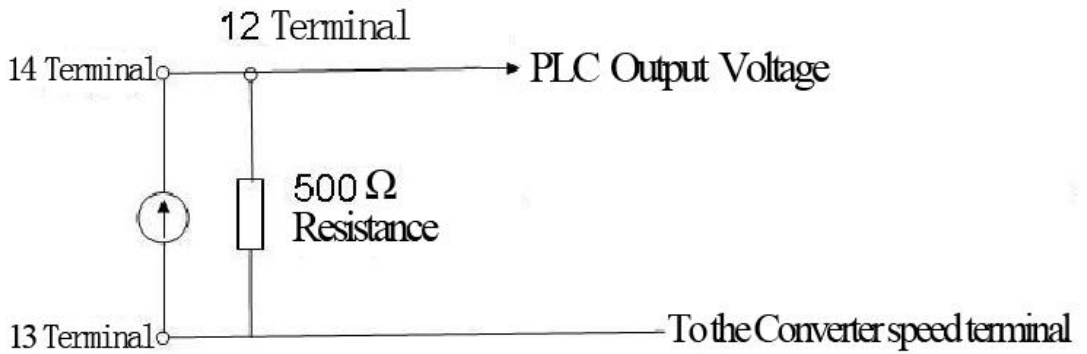 12 Terminal
14 Terminal
PLC Output Voltage
500 Ω
Resistance
13 Terminal
To the Converter speed terminal